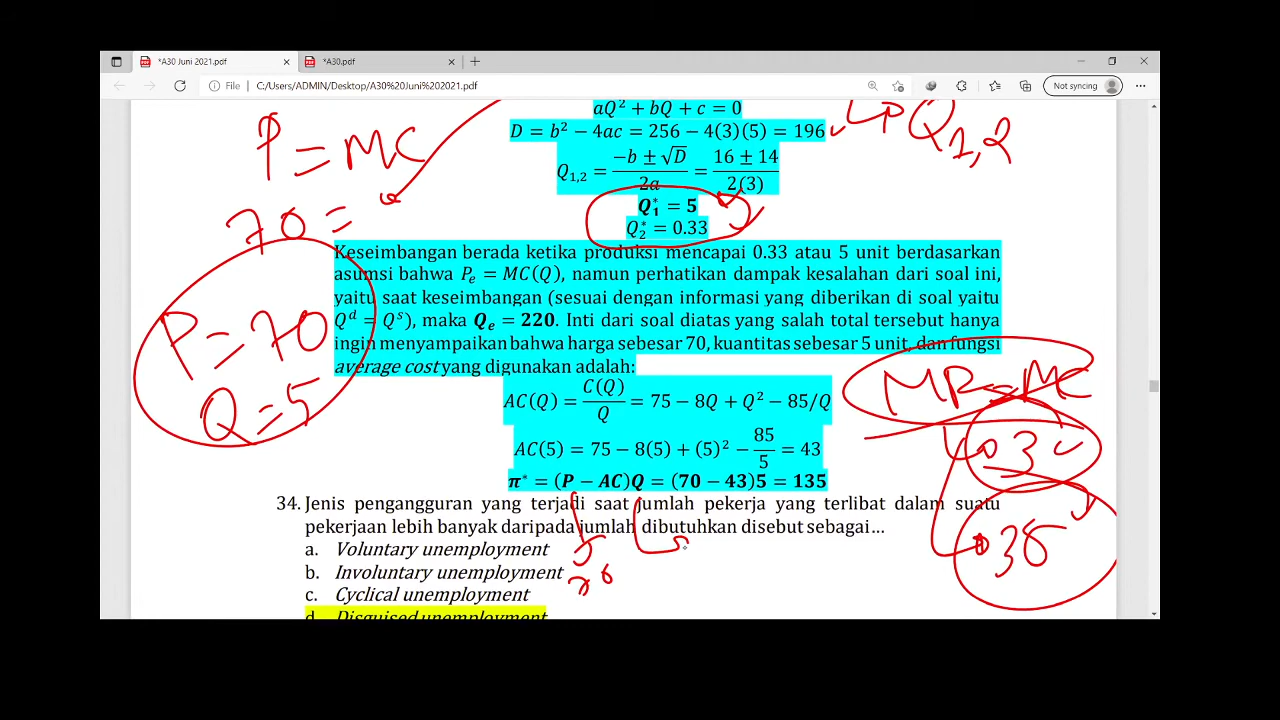 *A30 Juni 2021.pdf
*A30.pdf
File
C:/Users/ADMIN/Desktop/A30%20Juni%202021.pdf
Not syncing
aQ² + bQ + c = 0
D = b² − 4ac = 256 − 4(3)(5) = 196
Q₁,₂ = (−b ± √D)/2a = (16 ± 14)/2(3)
Q₁* = 5
Q₂* = 0.33
Keseimbangan berada ketika produksi mencapai 0.33 atau 5 unit berdasarkan
asumsi bahwa Pₑ = MC(Q), namun perhatikan dampak kesalahan dari soal ini,
yaitu saat keseimbangan (sesuai dengan informasi yang diberikan di soal yaitu
Qᵈ = Qˢ), maka Qₑ = 220. Inti dari soal diatas yang salah total tersebut hanya
ingin menyampaikan bahwa harga sebesar 70, kuantitas sebesar 5 unit, dan fungsi
average cost yang digunakan adalah:
AC(Q) = C(Q)/Q = 75 − 8Q + Q² − 85/Q
AC(5) = 75 − 8(5) + (5)² − 85/5 = 43
π* = (P − AC)Q = (70 − 43)5 = 135
34. Jenis pengangguran yang terjadi saat jumlah pekerja yang terlibat dalam suatu
pekerjaan lebih banyak daripada jumlah dibutuhkan disebut sebagai…
a. Voluntary unemployment
b. Involuntary unemployment
c. Cyclical unemployment
d. Disguised unemployment
P = MC
70 =
P = 70
Q = 5
Q₁,₂
MR = MC